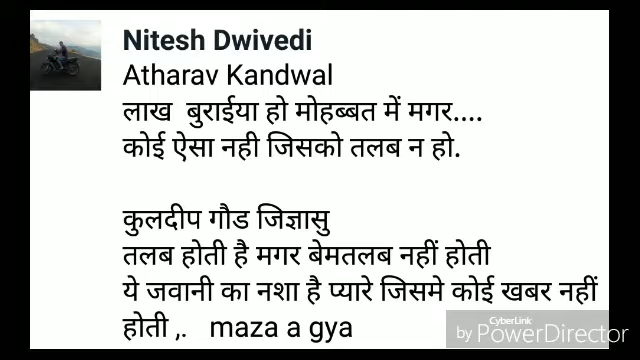 Nitesh Dwivedi
Atharav Kandwal
लाख बुराईया हो मोहब्बत में मगर....
कोई ऐसा नही जिसको तलब न हो.
कुलदीप गौड जिज्ञासु
तलब होती है मगर बेमतलब नहीं होती
ये जवानी का नशा है प्यारे जिसमे कोई खबर नहीं
होती ,. maza a gya
CyberLink
by PowerDirector